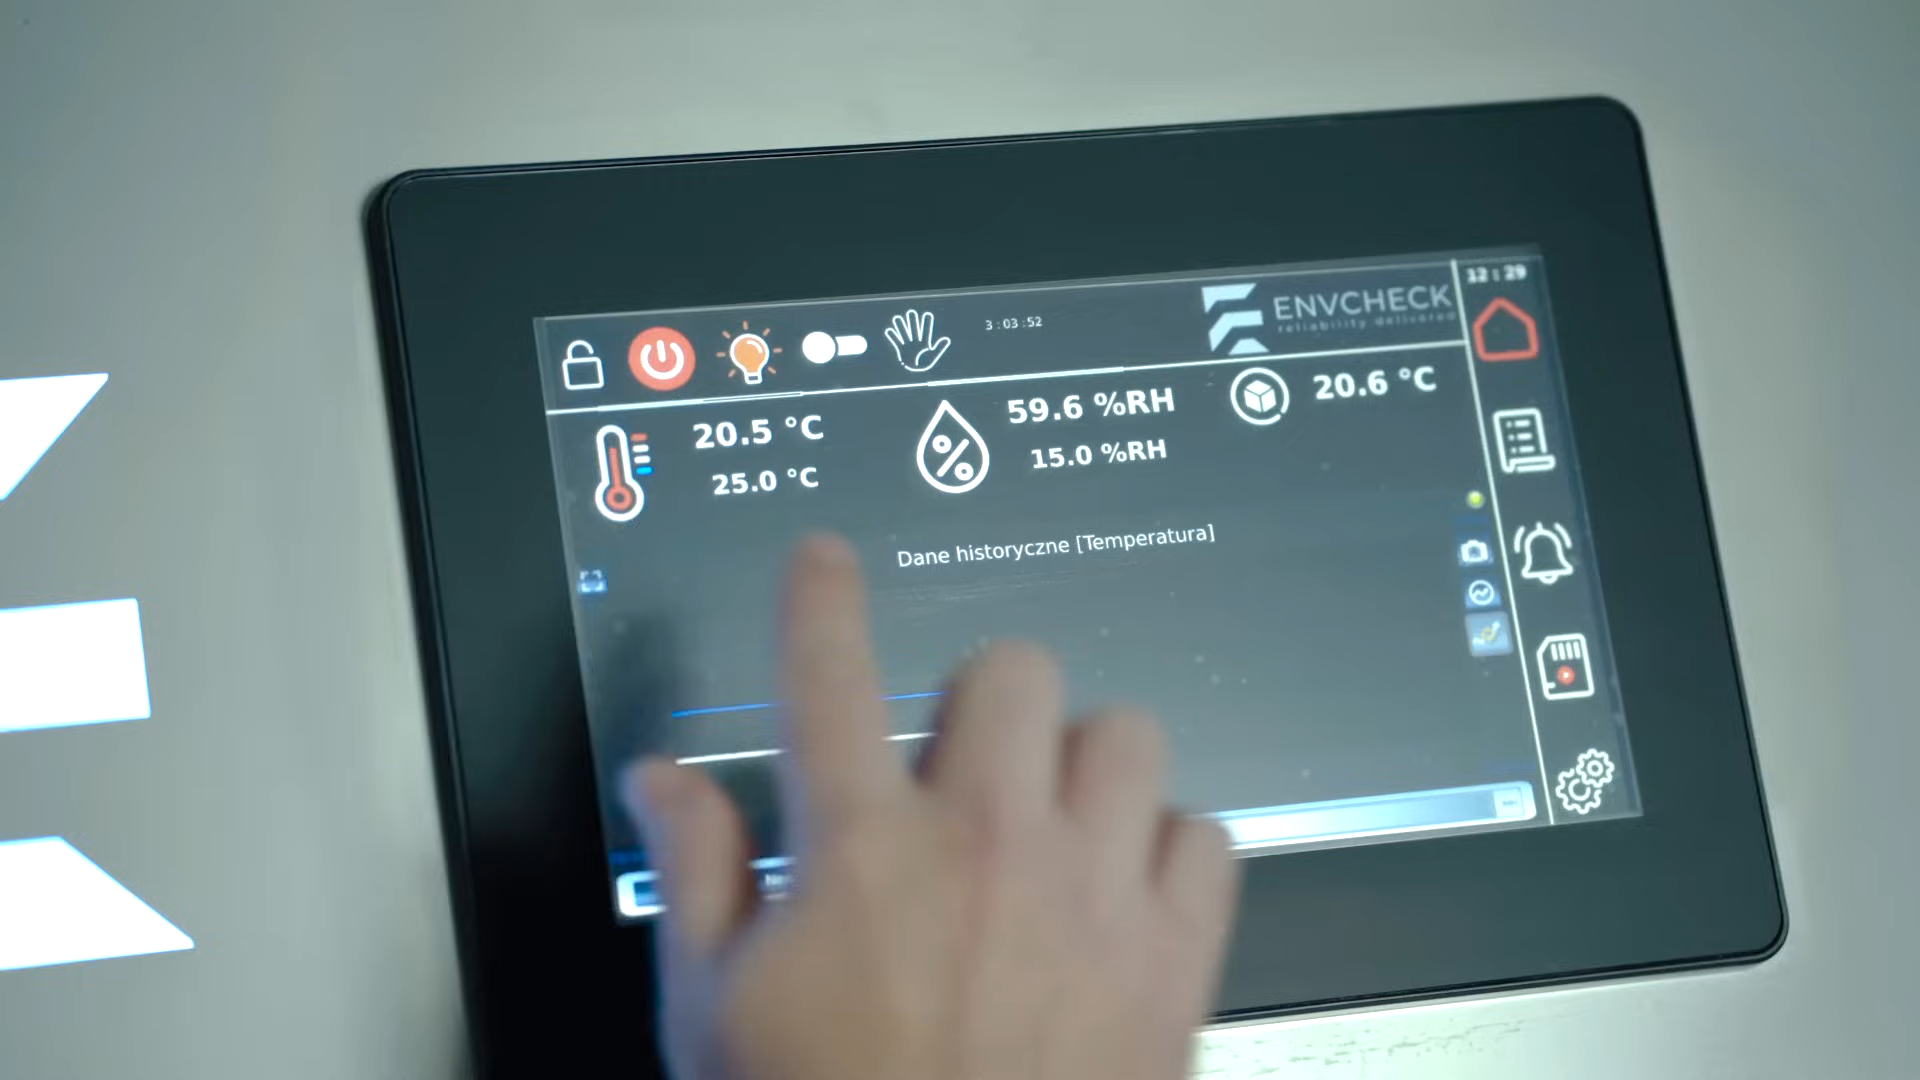 12 : 29
3 : 03 : 52
ENVCHECK
reliability delivered
20.5 °C
25.0 °C
59.6 %RH
15.0 %RH
20.6 °C
Dane historyczne [Temperatura]